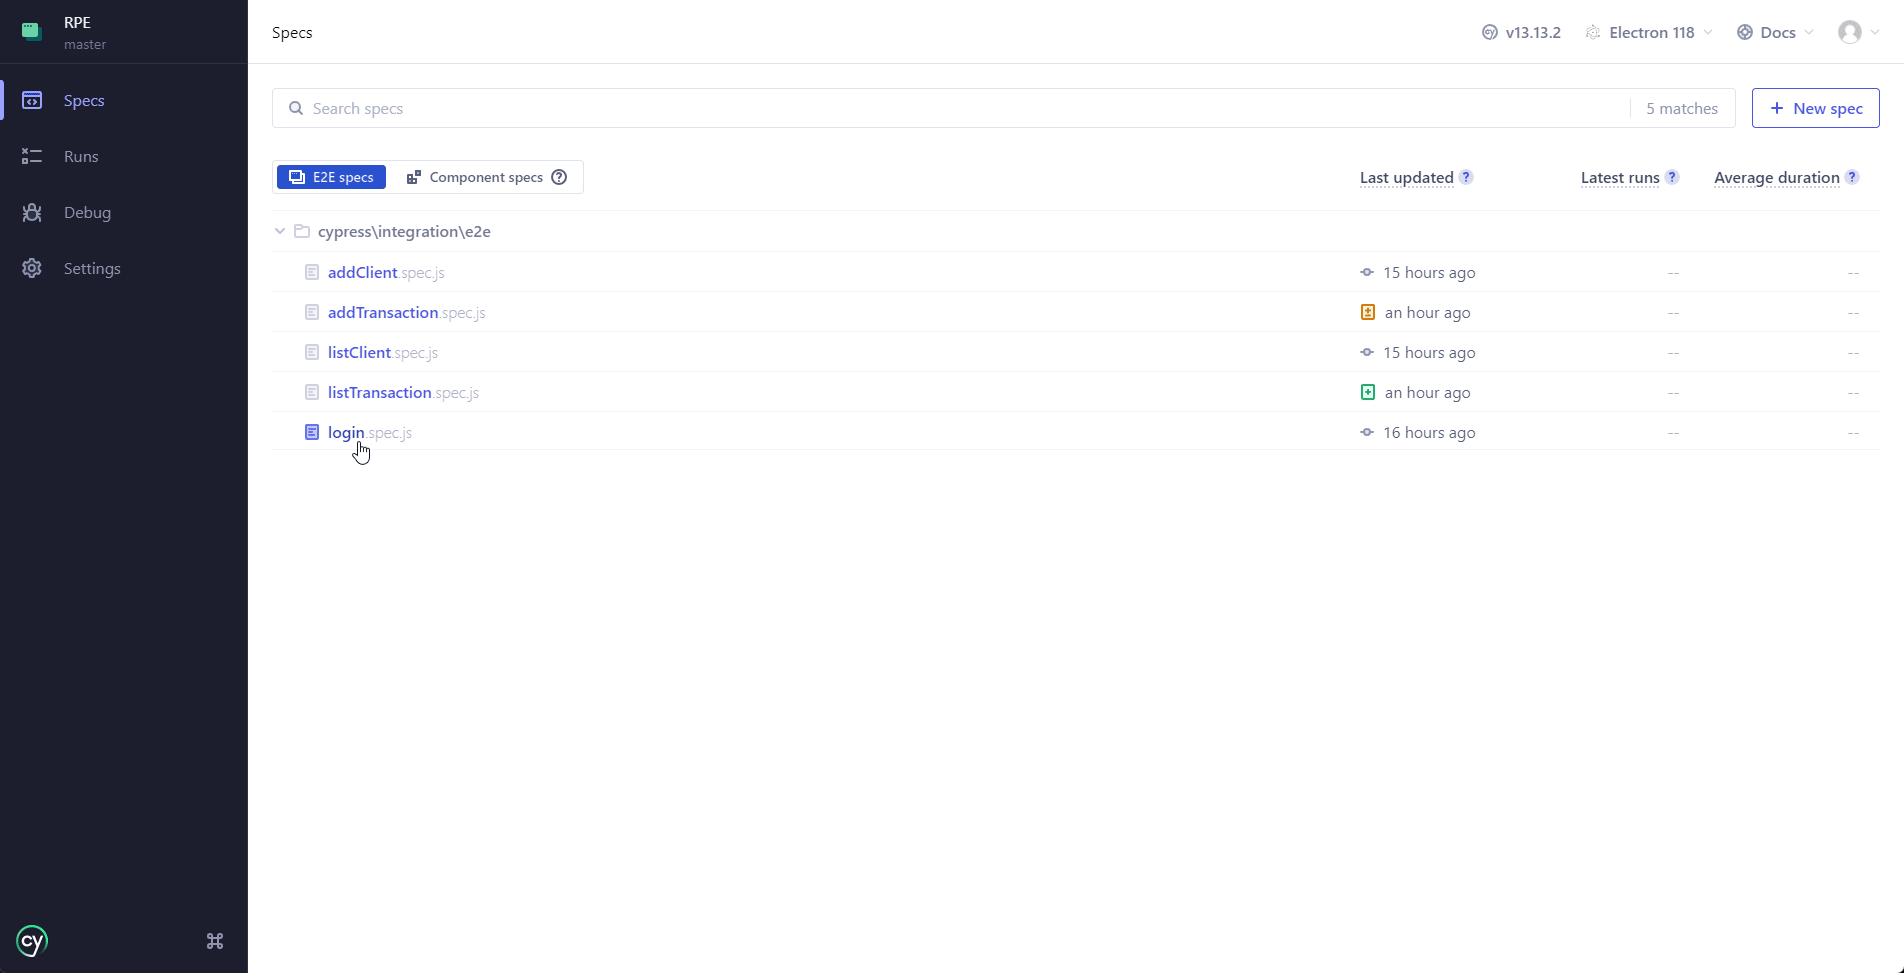 RPE
master
Specs
v13.13.2
Electron 118
Docs
Specs
Runs
Debug
Settings
Search specs
5 matches
+ New spec
E2E specs
Component specs ?
Last updated ?
Latest runs ?
Average duration ?
cypress\integration\e2e
addClient.spec.js 15 hours ago -- --
addTransaction.spec.js an hour ago -- --
listClient.spec.js 15 hours ago -- --
listTransaction.spec.js an hour ago -- --
login.spec.js 16 hours ago -- --
cy